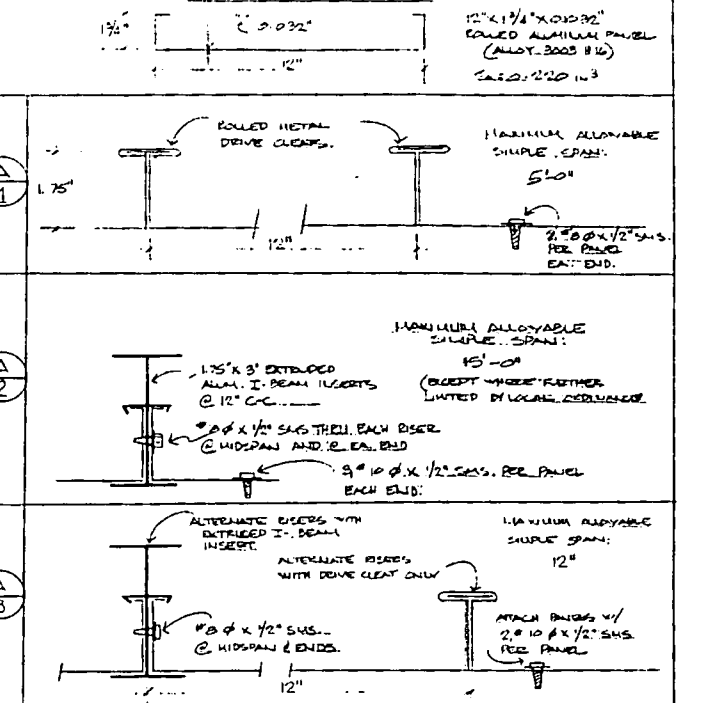 1¾"
0.032"
12"
12" x 1¾" x 0.032"
ROLLED ALUMINUM PANEL
(ALLOY 3003 H16)
.220 IN³
ROLLED METAL
DRIVE CLEATS.
MAXIMUM ALLOWABLE
SIMPLE SPAN:
5'-0"
A
1
1.75"
12"
2, #8 Ø x 1/2" SMS.
PER PANEL
EA. END.
MAXIMUM ALLOWABLE
SIMPLE SPAN:
15'-0"
(EXCEPT WHERE FURTHER
LIMITED BY LOCAL
A
2
1.75" x 3" EXTRUDED
ALUM. I-BEAM INSERTS
@ 12" C-C
#8 Ø x 1/2" SMS THRU EACH RISER
@ MIDSPAN AND @ EA. END
# 10 Ø x 1/2" SMS. PER PANEL
EACH END:
ALTERNATE RISERS WITH
EXTRUDED I-BEAM
INSERT.
MAXIMUM ALLOWABLE
SIMPLE SPAN:
12"
ALTERNATE RISERS
WITH DRIVE CLEAT ONLY
A
3
#8 Ø x 1/2" SMS.
@ MIDSPAN & ENDS.
ATTACH PANELS W/
2, # 10 Ø x 1/2" SMS.
PER PANEL
12"